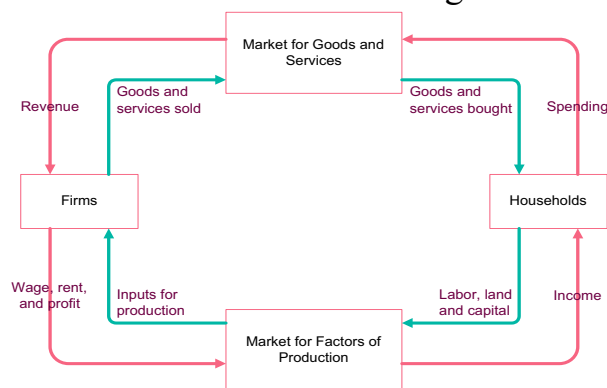 Market for Goods and
Services
Revenue
Goods and
services sold
Goods and
services bought
Spending
Firms
Households
Wage, rent,
and profit
Inputs for
production
Labor, land
and capital
Income
Market for Factors of
Production